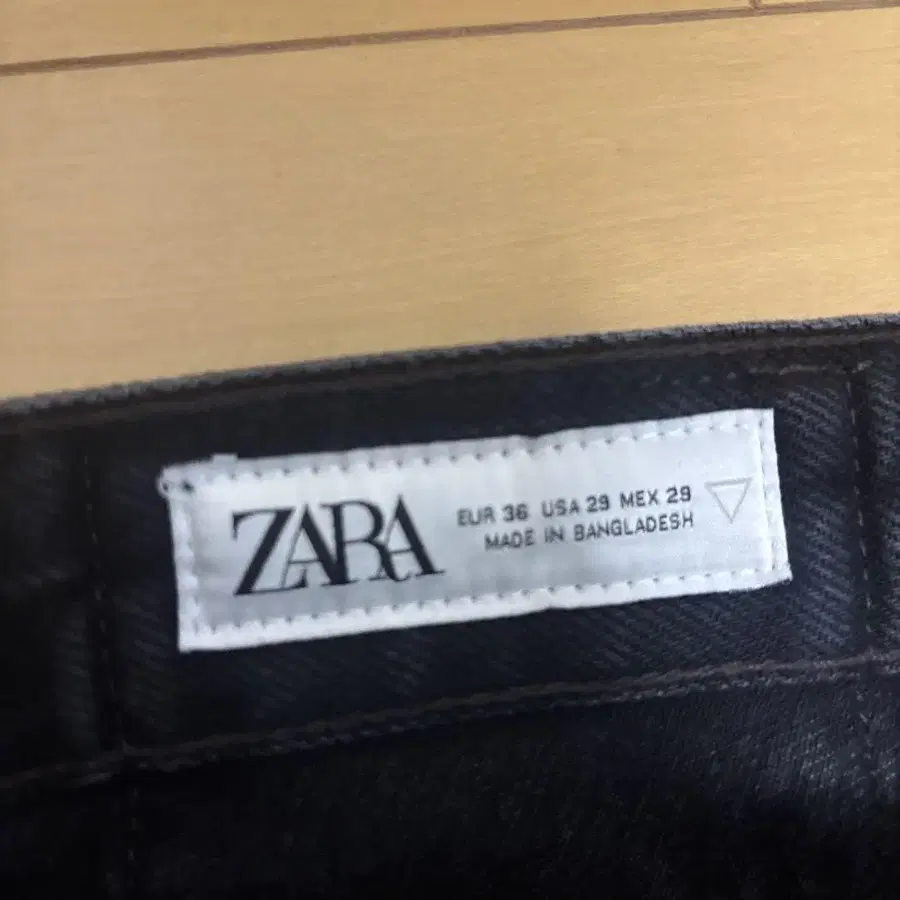 ZARA
EUR 36 USA 29 MEX 29
MADE IN BANGLADESH